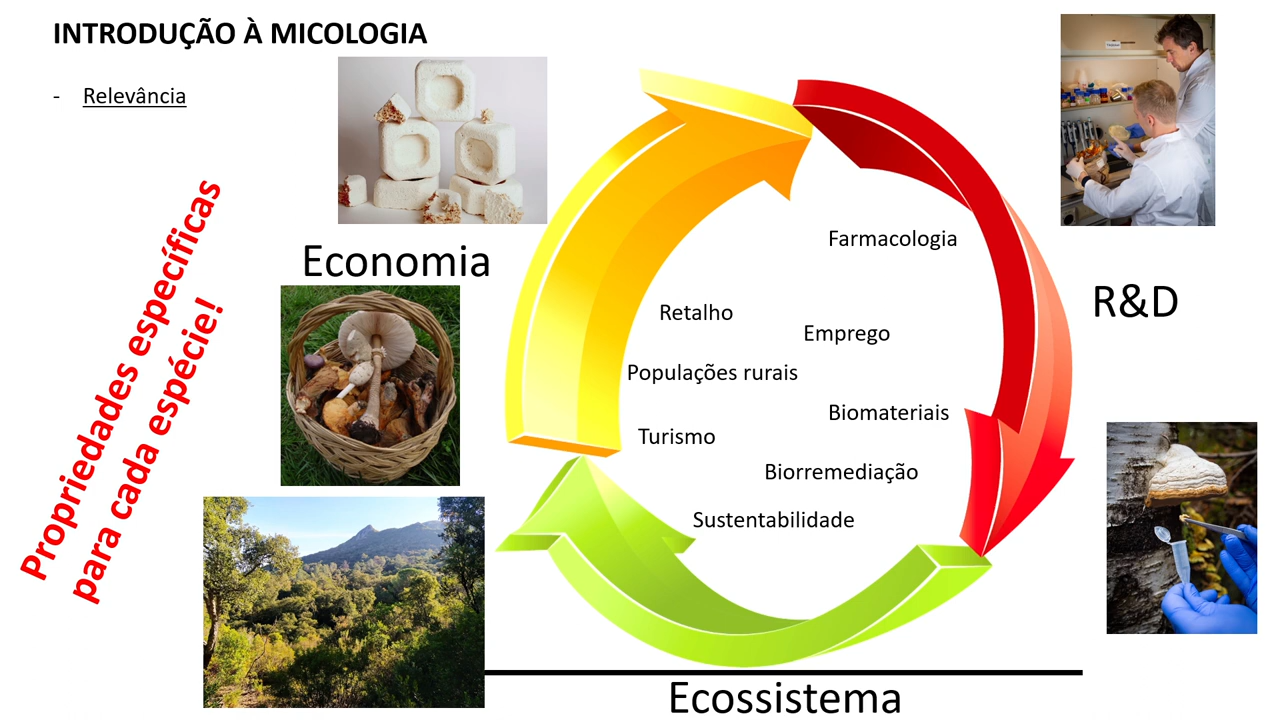 INTRODUÇÃO À MICOLOGIA
- Relevância
Propriedades específicas
para cada espécie!
Economia
R&D
Farmacologia
Retalho
Emprego
Populações rurais
Biomateriais
Turismo
Biorremediação
Sustentabilidade
Ecossistema